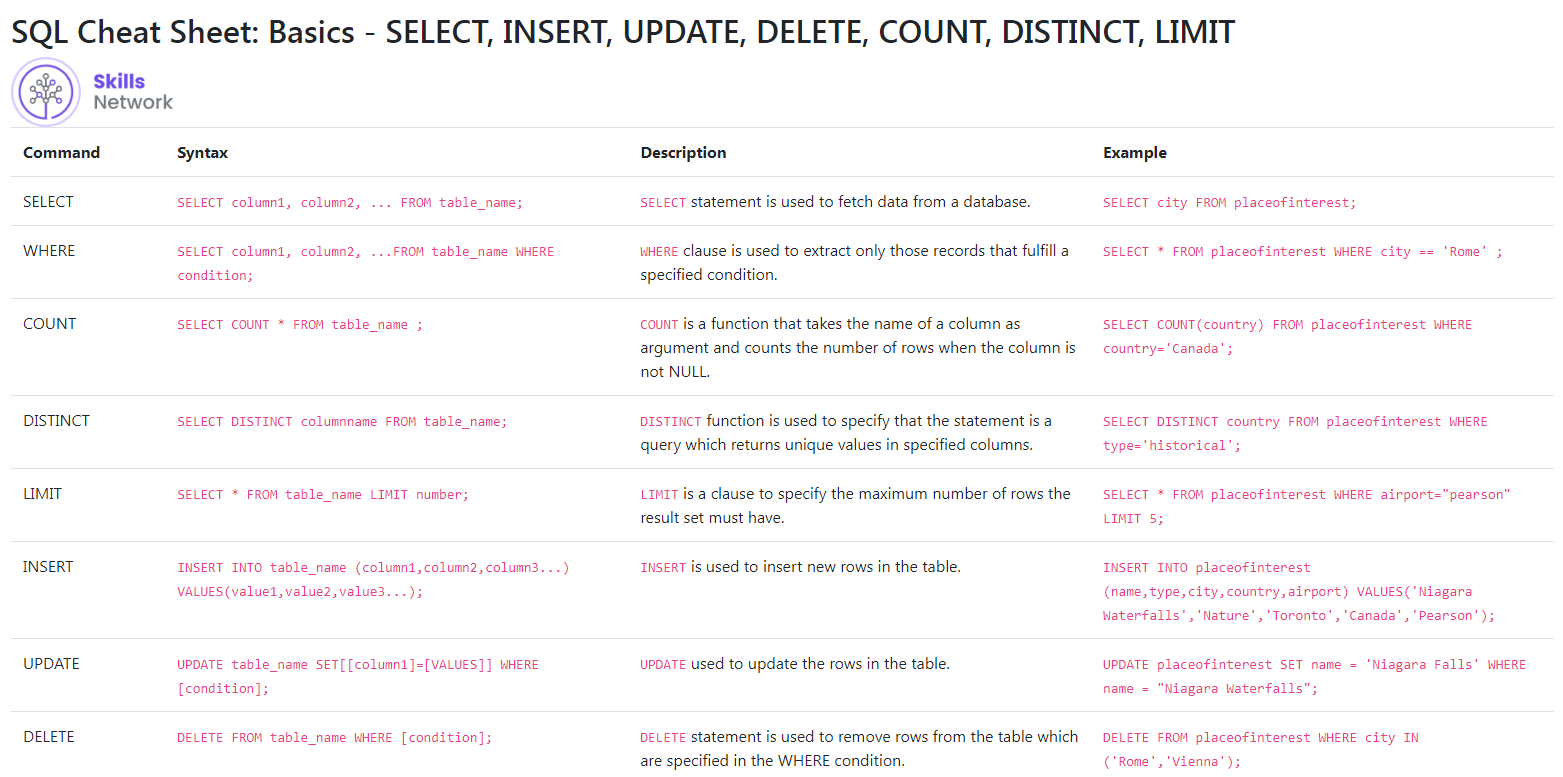 SQL Cheat Sheet: Basics - SELECT, INSERT, UPDATE, DELETE, COUNT, DISTINCT, LIMIT
Skills
Network
Command Syntax Description Example
SELECT
SELECT column1, column2, ... FROM table_name;
SELECT statement is used to fetch data from a database.
SELECT city FROM placeofinterest;
WHERE
SELECT column1, column2, ...FROM table_name WHERE
condition;
WHERE clause is used to extract only those records that fulfill a
specified condition.
SELECT * FROM placeofinterest WHERE city == 'Rome' ;
COUNT
SELECT COUNT * FROM table_name ;
COUNT is a function that takes the name of a column as
argument and counts the number of rows when the column is
not NULL.
SELECT COUNT(country) FROM placeofinterest WHERE
country='Canada';
DISTINCT
SELECT DISTINCT columnname FROM table_name;
DISTINCT function is used to specify that the statement is a
query which returns unique values in specified columns.
SELECT DISTINCT country FROM placeofinterest WHERE
type='historical';
LIMIT
SELECT * FROM table_name LIMIT number;
LIMIT is a clause to specify the maximum number of rows the
result set must have.
SELECT * FROM placeofinterest WHERE airport="pearson"
LIMIT 5;
INSERT
INSERT INTO table_name (column1,column2,column3...)
VALUES(value1,value2,value3...);
INSERT is used to insert new rows in the table.
INSERT INTO placeofinterest
(name,type,city,country,airport) VALUES('Niagara
Waterfalls','Nature','Toronto','Canada','Pearson');
UPDATE
UPDATE table_name SET[[column1]=[VALUES]] WHERE
[condition];
UPDATE used to update the rows in the table.
UPDATE placeofinterest SET name = 'Niagara Falls' WHERE
name = "Niagara Waterfalls";
DELETE
DELETE FROM table_name WHERE [condition];
DELETE statement is used to remove rows from the table which
are specified in the WHERE condition.
DELETE FROM placeofinterest WHERE city IN
('Rome','Vienna');